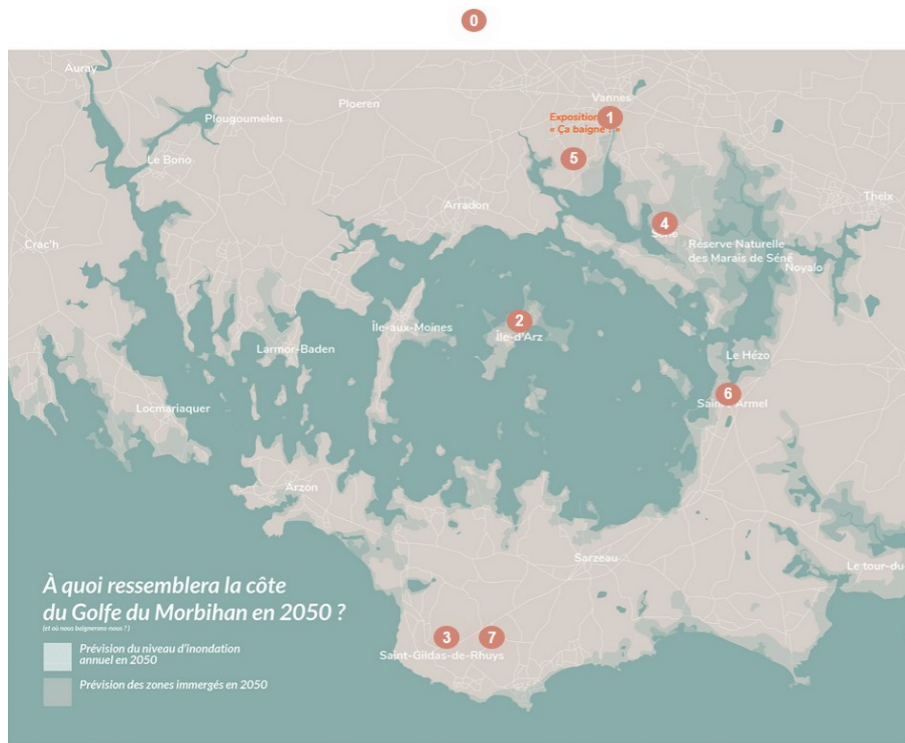 0
Auray
Vannes
Ploeren
Exposition
« Ça baigne ! »
1
Plougoumelen
5
Le Bono
Theix
Arradon
4
Séné
Crac'h
Réserve Naturelle
des Marais de Séné
Noyalo
2
Île-aux-Moines
Île-d'Arz
Larmor-Baden
Le Hézo
6
Armel
Locmariaquer
Arzon
Sarzeau
Le tour-du
À quoi ressemblera la côte
du Golfe du Morbihan en 2050 ?
(et où nous baignerons-nous ? )
Prévision du niveau d'inondation
annuel en 2050
Prévision des zones immergés en 2050
3
7
Saint-Gildas-de-Rhuys